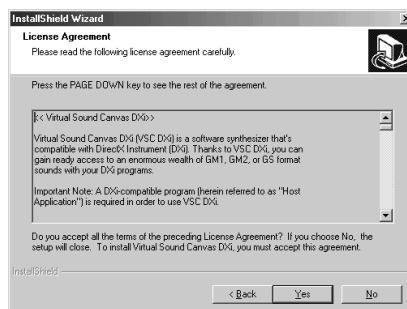 InstallShield Wizard
License Agreement
Please read the following license agreement carefully.
Press the PAGE DOWN key to see the rest of the agreement.
<< Virtual Sound Canvas DXi>>
Virtual Sound Canvas DXi (VSC DXi) is a software synthesizer that's
compatible with DirectX Instrument (DXi). Thanks to VSC DXi, you can
gain ready access to an enormous wealth of GM1, GM2, or GS format
sounds with your DXi programs.
Important Note: A DXi-compatible program (herein referred to as "Host
Application") is required in order to use VSC DXi.
Do you accept all the terms of the preceding License Agreement? If you choose No, the
setup will close. To install Virtual Sound Canvas DXi, you must accept this agreement.
InstallShield
< Back
Yes
No